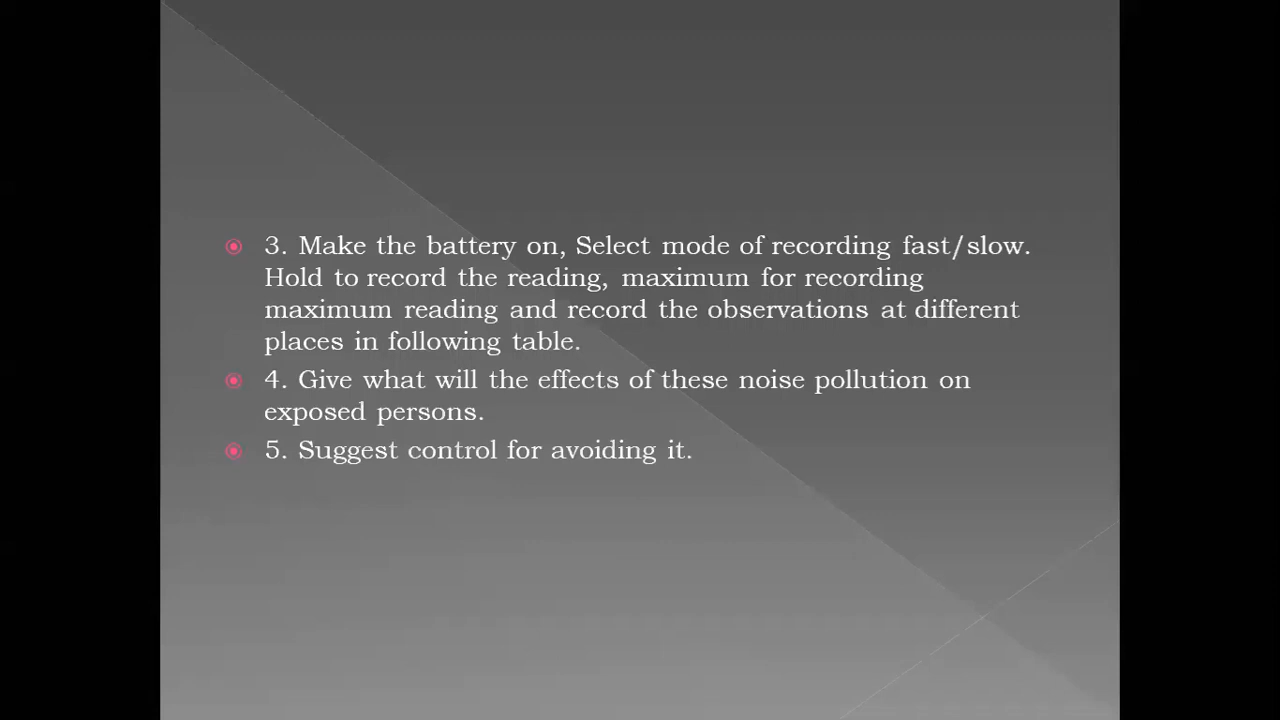 3. Make the battery on, Select mode of recording fast/slow.
Hold to record the reading, maximum for recording
maximum reading and record the observations at different
places in following table.
4. Give what will the effects of these noise pollution on
exposed persons.
5. Suggest control for avoiding it.